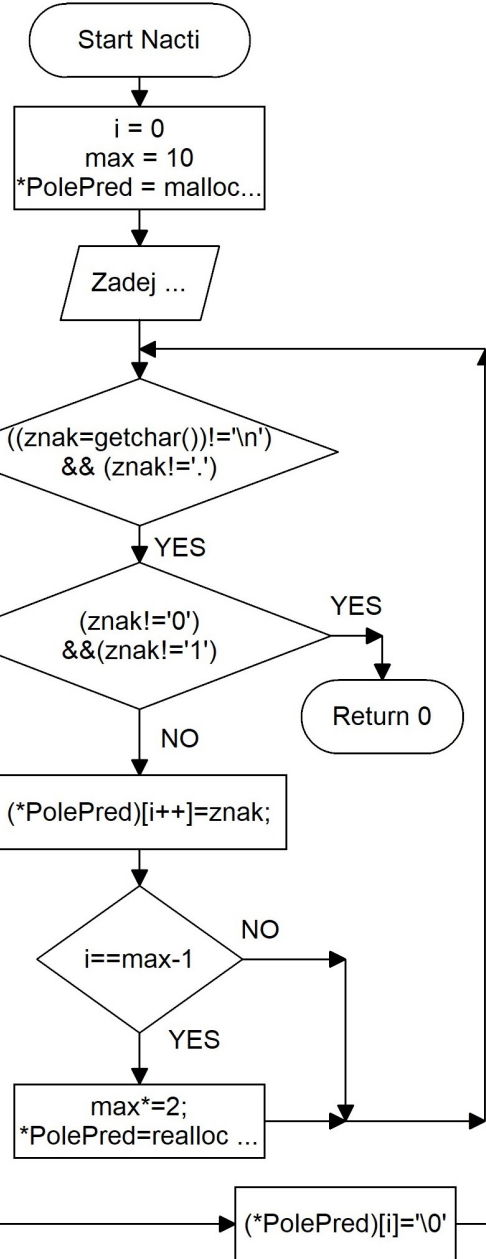 Start Nacti
i = 0
max = 10
*PolePred = malloc...
Zadej ...
((znak=getchar())!='\n')
&& (znak!='.')
YES
(znak!='0')
&&(znak!='1')
YES
Return 0
NO
(*PolePred)[i++]=znak;
i==max-1
NO
YES
max*=2;
*PolePred=realloc ...
(*PolePred)[i]='\0'